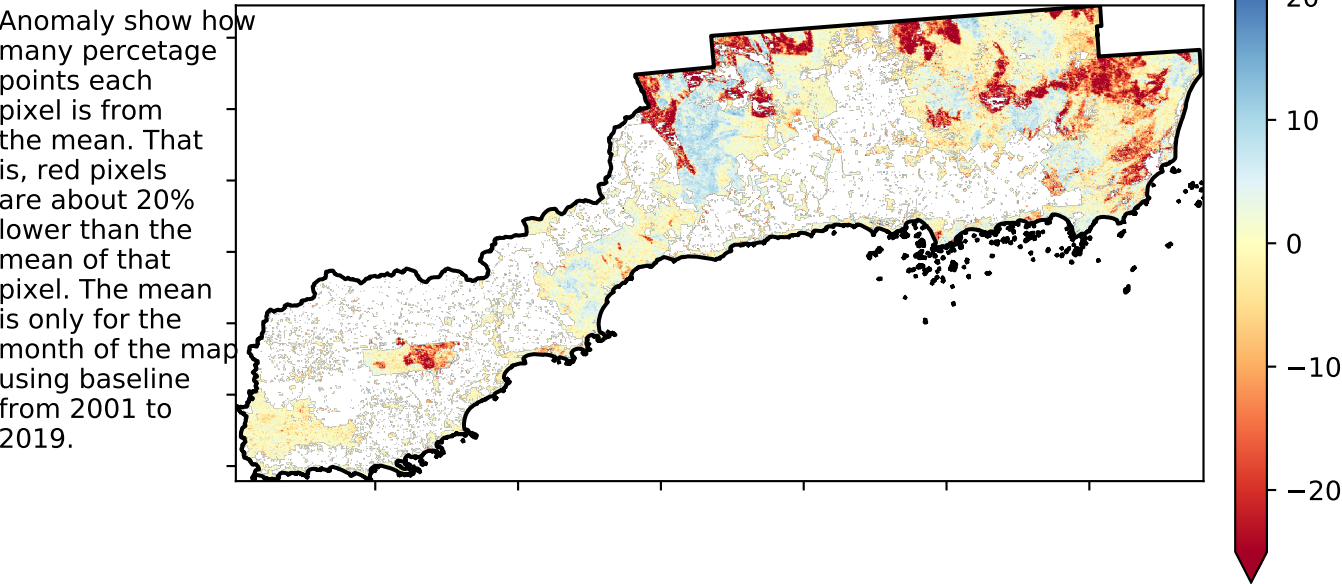 Anomaly show how
many percetage
points each
pixel is from
the mean. That
is, red pixels
are about 20%
lower than the
mean of that
pixel. The mean
is only for the
month of the map
using baseline
from 2001 to
2019.
20
10
0
−10
−20